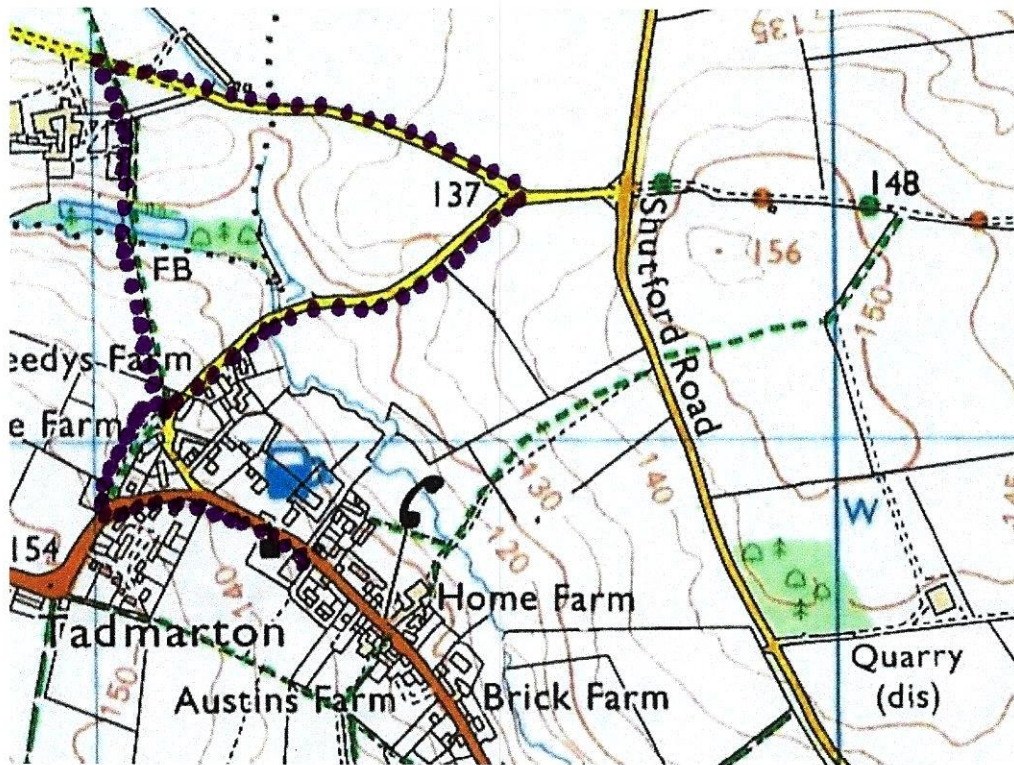 135
137
148
156
FB
150
eedys Farm
Shutford Road
e Farm
130
140
W
145
120
154
140
Home Farm
Tadmarton
150
Quarry
(dis)
Austins Farm
Brick Farm